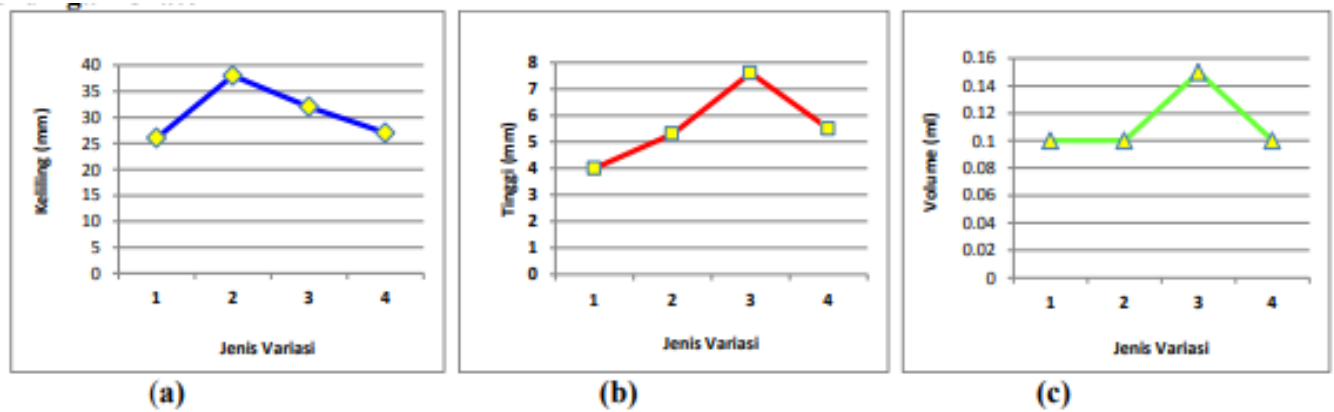 40
35
30
25
20
15
10
5
0
Keliling (mm)
1 2 3 4
Jenis Variasi
(a)
8
7
6
5
4
3
2
1
0
Tinggi (mm)
1 2 3 4
Jenis Variasi
(b)
0.16
0.14
0.12
0.1
0.08
0.06
0.04
0.02
0
Volume (ml)
1 2 3 4
Jenis Variasi
(c)